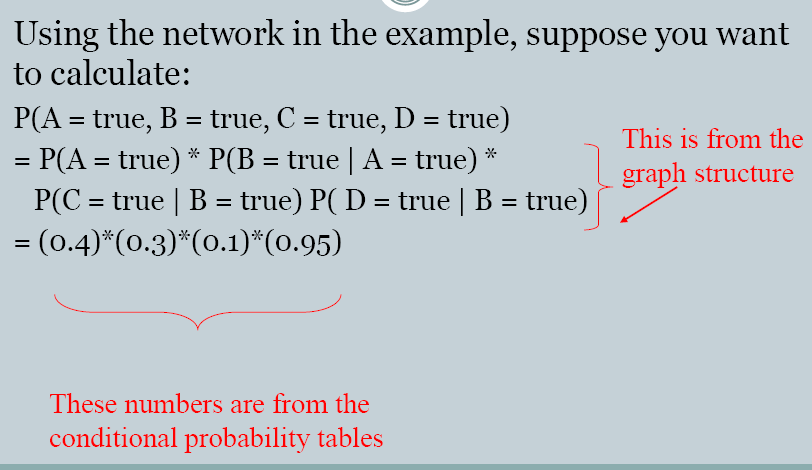 Using the network in the example, suppose you want
to calculate:
P(A = true, B = true, C = true, D = true)
= P(A = true) * P(B = true | A = true) *
P(C = true | B = true) P( D = true | B = true)
= (0.4)*(0.3)*(0.1)*(0.95)
This is from the
graph structure
These numbers are from the
conditional probability tables